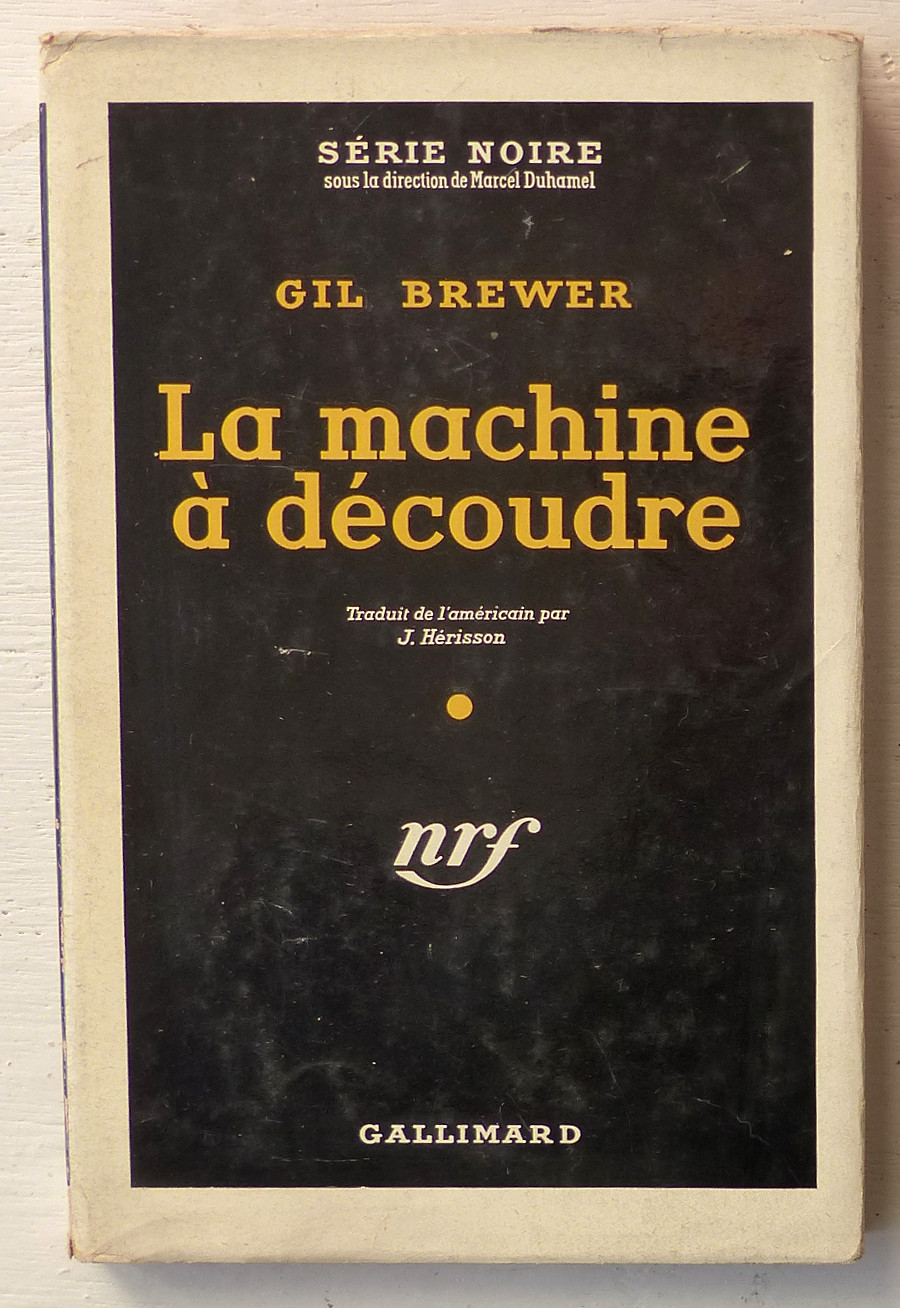 SÉRIE NOIRE
sous la direction de Marcel Duhamel
GIL BREWER
La machine
à découdre
Traduit de l'américain par
J. Hérisson
nrf
GALLIMARD